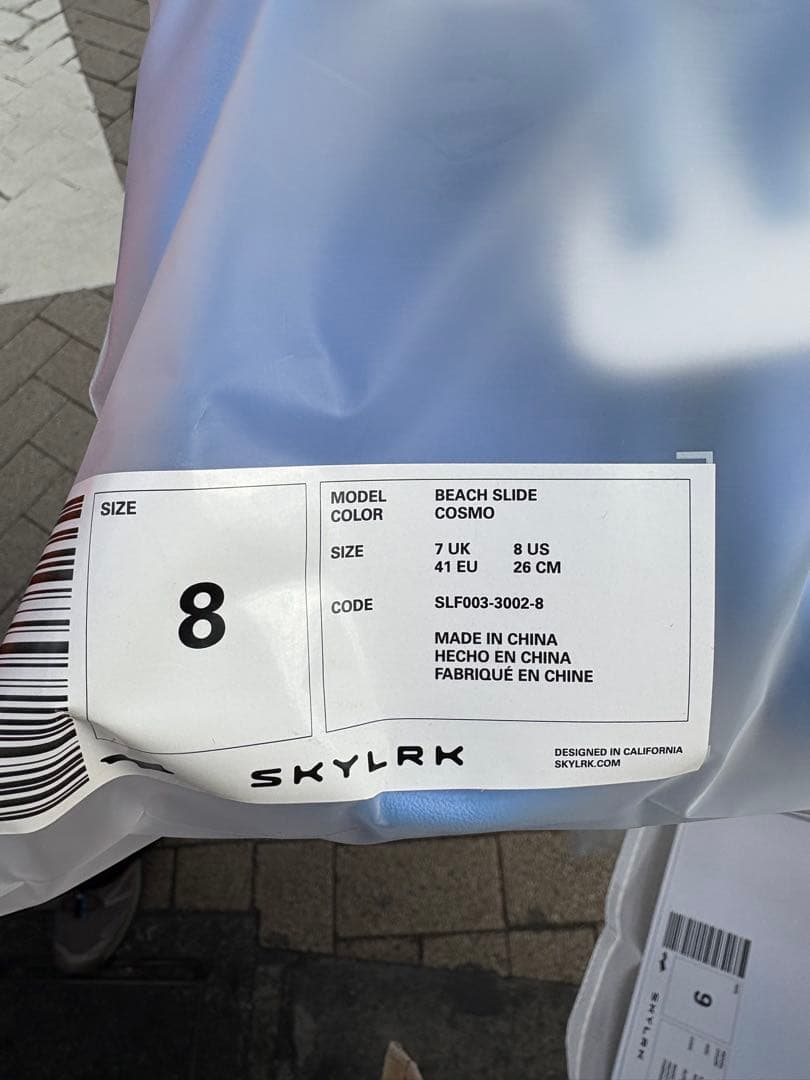 SIZE
8
MODEL BEACH SLIDE
COLOR COSMO
SIZE 7 UK 8 US
41 EU 26 CM
CODE SLF003-3002-8
MADE IN CHINA
HECHO EN CHINA
FABRIQUÉ EN CHINE
SKYLRK
DESIGNED IN CALIFORNIA
SKYLRK.COM
SKYLRK